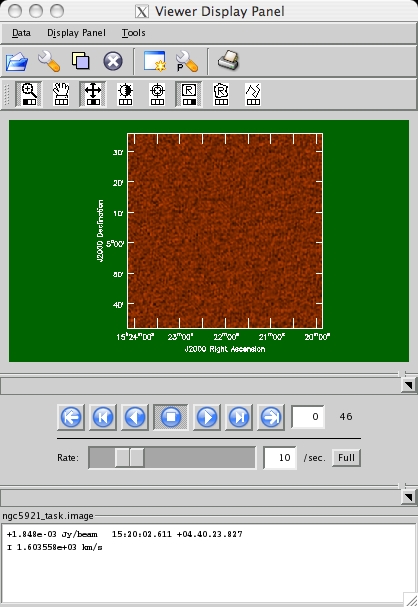 Viewer Display Panel
Data Display Panel Tools
P
R R
30'
20'
10'
5°00'
50'
40'
J2000 Declination
15ʰ24ᵐ00ˢ 23ᵐ00ˢ 22ᵐ00ˢ 21ᵐ00ˢ 20ᵐ00ˢ
J2000 Right Ascension
0 46
Rate: 10 /sec. Full
ngc5921_task.image
+1.848e-03 Jy/beam 15:20:02.611 +04.40.23.827
I 1.603558e+03 km/s